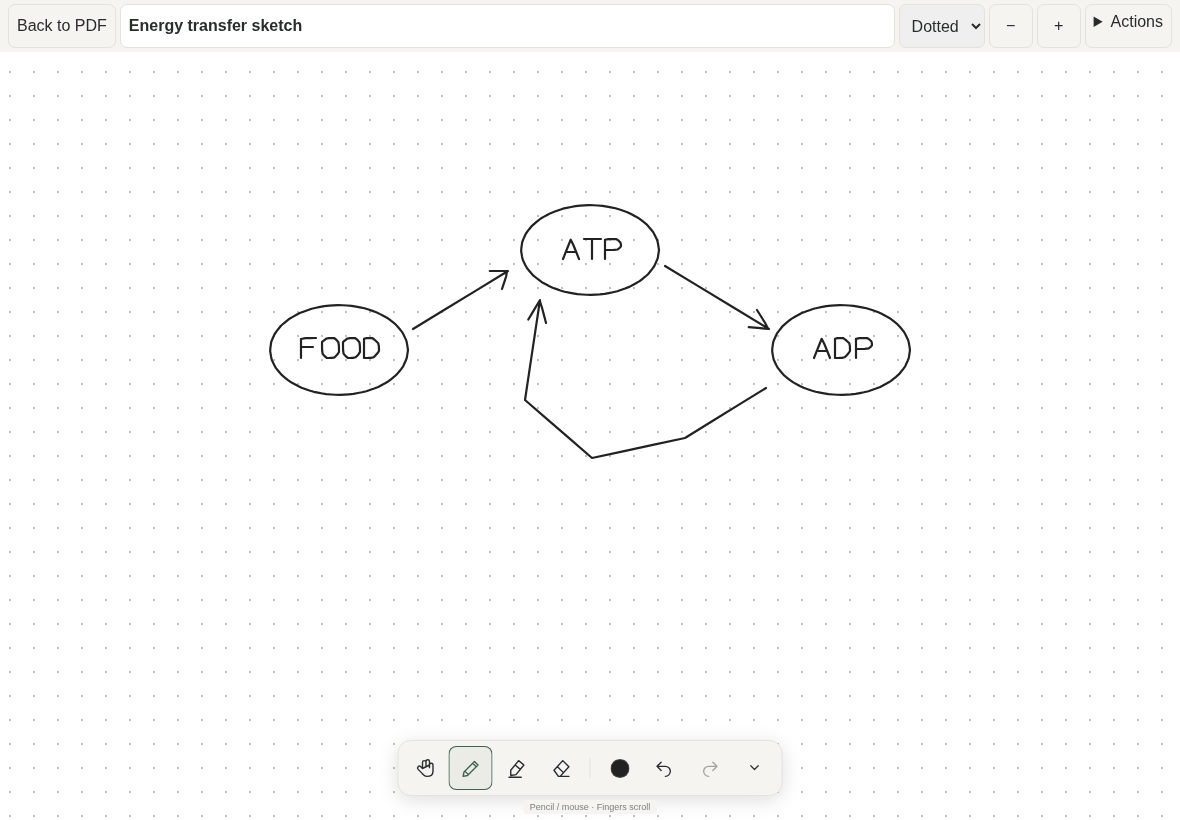 Back to PDF
Energy transfer sketch
Dotted
−
+
Actions
ATP
FOOD
ADP
Pencil / mouse · Fingers scroll